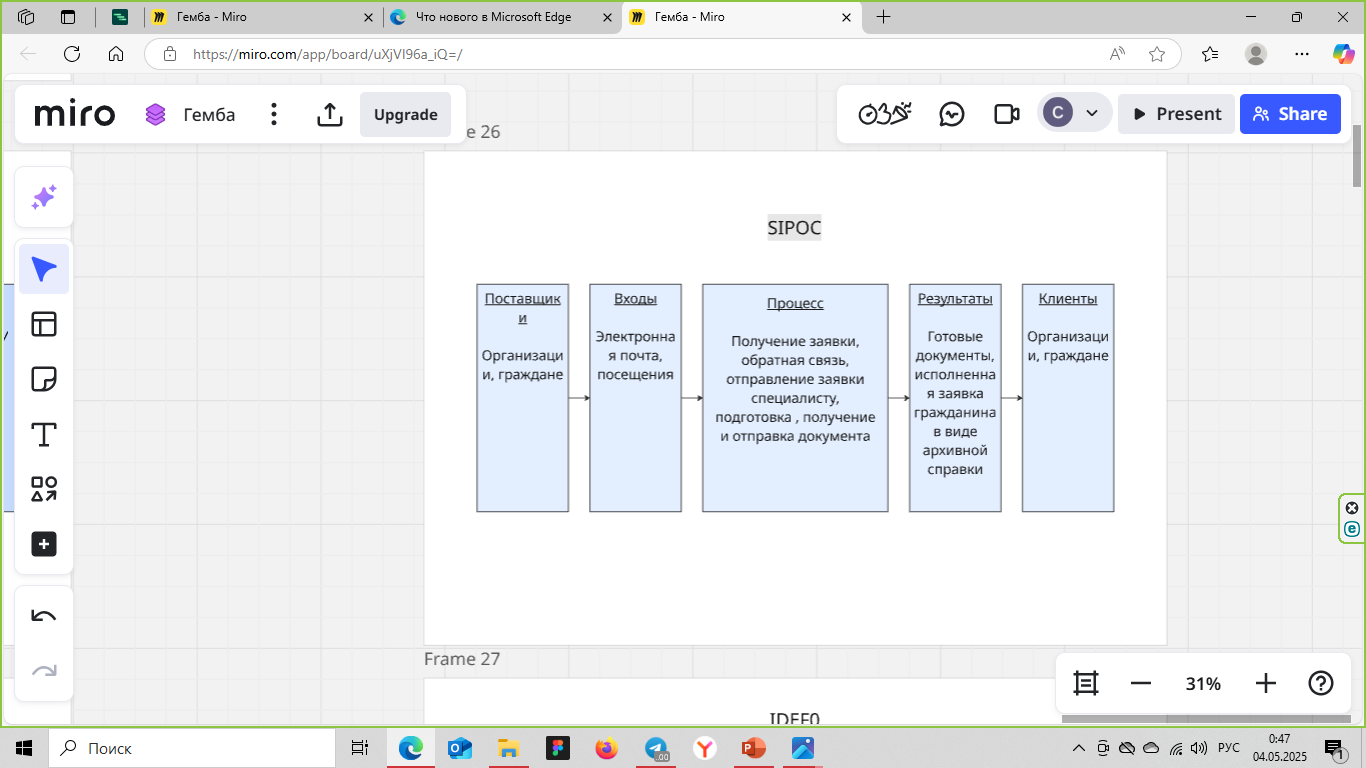 Гемба - Miro
Что нового в Microsoft Edge
Гемба - Miro
https://miro.com/app/board/uXjVI96a_iQ=/
miro
Гемба
Upgrade
e 26
C
Present
Share
SIPOC
Поставщик
и
Организаци
и, граждане
Входы
Электронна
я почта,
посещения
Процесс
Получение заявки,
обратная связь,
отправление заявки
специалисту,
подготовка , получение
и отправка документа
Результаты
Готовые
документы,
исполненна
я заявка
гражданина
в виде
архивной
справки
Клиенты
Организаци
и, граждане
Frame 27
IDEF0
31%
Поиск
РУС
0:47
04.05.2025
1